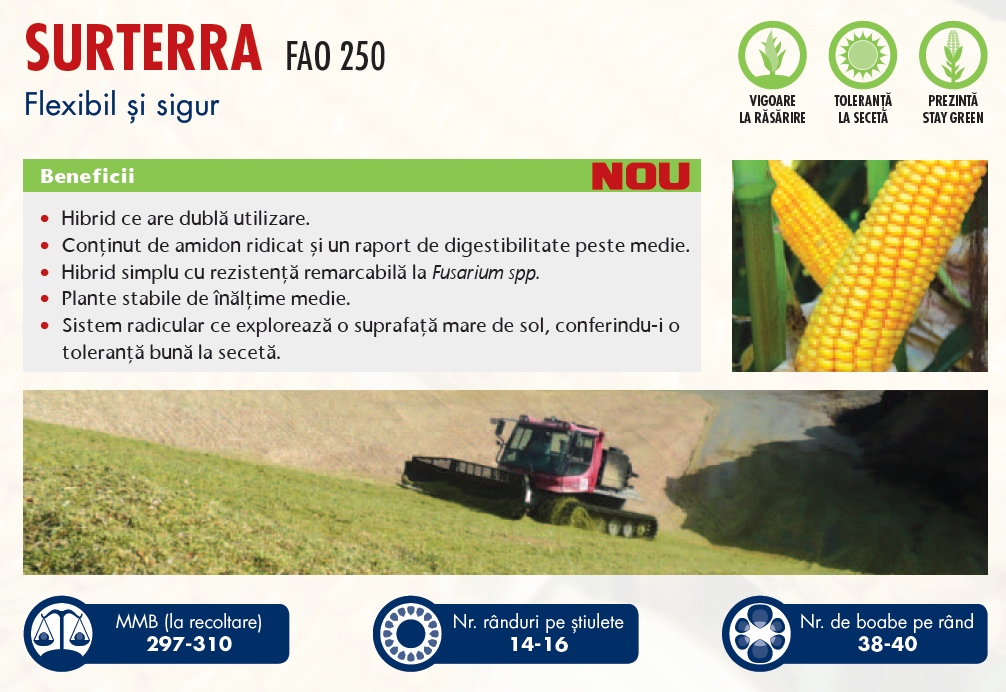 SURTERRA FAO 250
Flexibil și sigur
VIGOARE
LA RĂSĂRIRE
TOLERANȚĂ
LA SECETĂ
PREZINTĂ
STAY GREEN
Beneficii NOU
• Hibrid ce are dublă utilizare.
• Conținut de amidon ridicat și un raport de digestibilitate peste medie.
• Hibrid simplu cu rezistență remarcabilă la Fusarium spp.
• Plante stabile de înălțime medie.
• Sistem radicular ce explorează o suprafață mare de sol, conferindu-i o
toleranță bună la secetă.
MMB (la recoltare)
297-310
Nr. rânduri pe știulete
14-16
Nr. de boabe pe rând
38-40